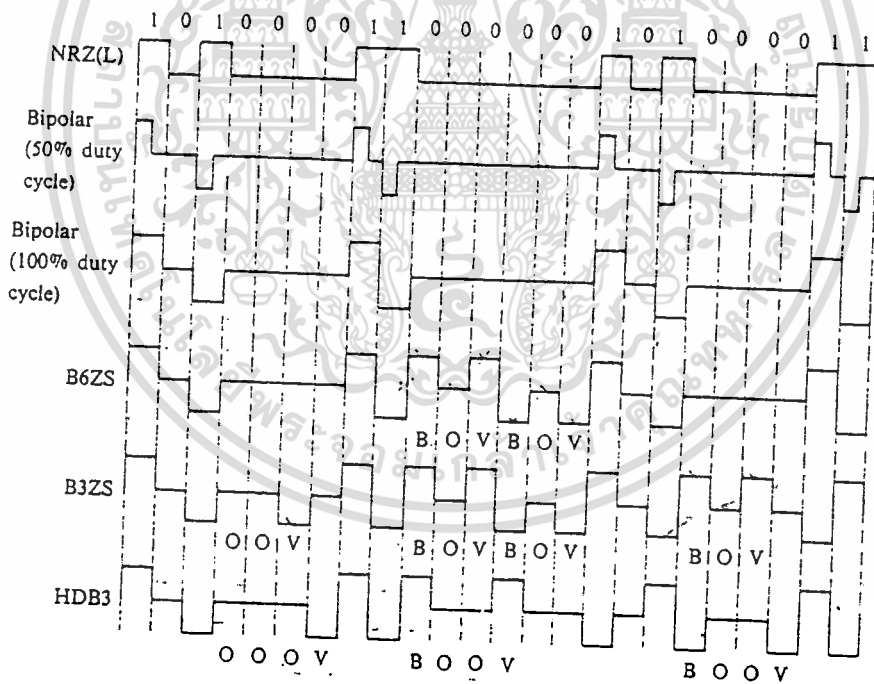 1 0 1 0 0 0 0 1 1 0 0 0 0 0 0 1 0 1 0 0 0 0 1 1
NRZ(L)
Bipolar
(50% duty
cycle)
Bipolar
(100% duty
cycle)
B6ZS
B O V B O V
B3ZS
O O V B O V B O V B O V
HDB3
O O O V B O O V B O O V